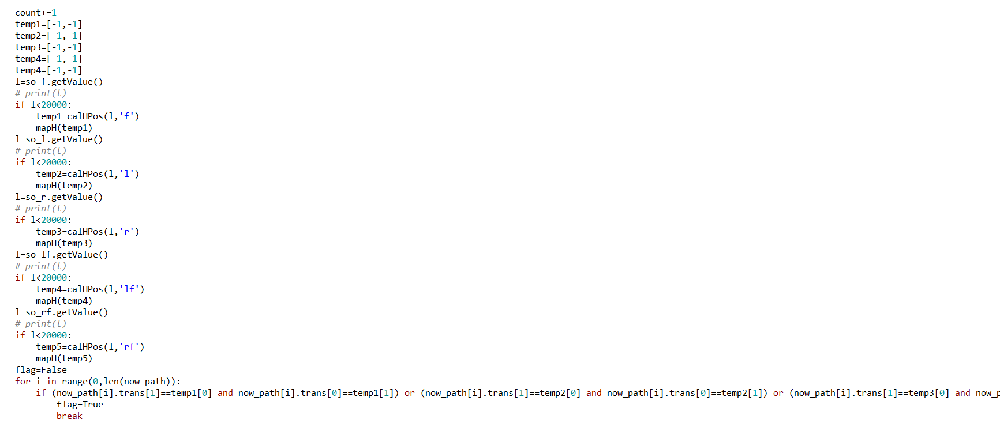 count+=1
temp1=[-1,-1]
temp2=[-1,-1]
temp3=[-1,-1]
temp4=[-1,-1]
temp4=[-1,-1]
l=so_f.getValue()
# print(l)
if l<20000:
    temp1=calHPos(l,'f')
    mapH(temp1)
l=so_l.getValue()
# print(l)
if l<20000:
    temp2=calHPos(l,'l')
    mapH(temp2)
l=so_r.getValue()
# print(l)
if l<20000:
    temp3=calHPos(l,'r')
    mapH(temp3)
l=so_lf.getValue()
# print(l)
if l<20000:
    temp4=calHPos(l,'lf')
    mapH(temp4)
l=so_rf.getValue()
# print(l)
if l<20000:
    temp5=calHPos(l,'rf')
    mapH(temp5)
flag=False
for i in range(0,len(now_path)):
    if (now_path[i].trans[1]==temp1[0] and now_path[i].trans[0]==temp1[1]) or (now_path[i].trans[1]==temp2[0] and now_path[i].trans[0]==temp2[1]) or (now_path[i].trans[1]==temp3[0] and
        flag=True
        break